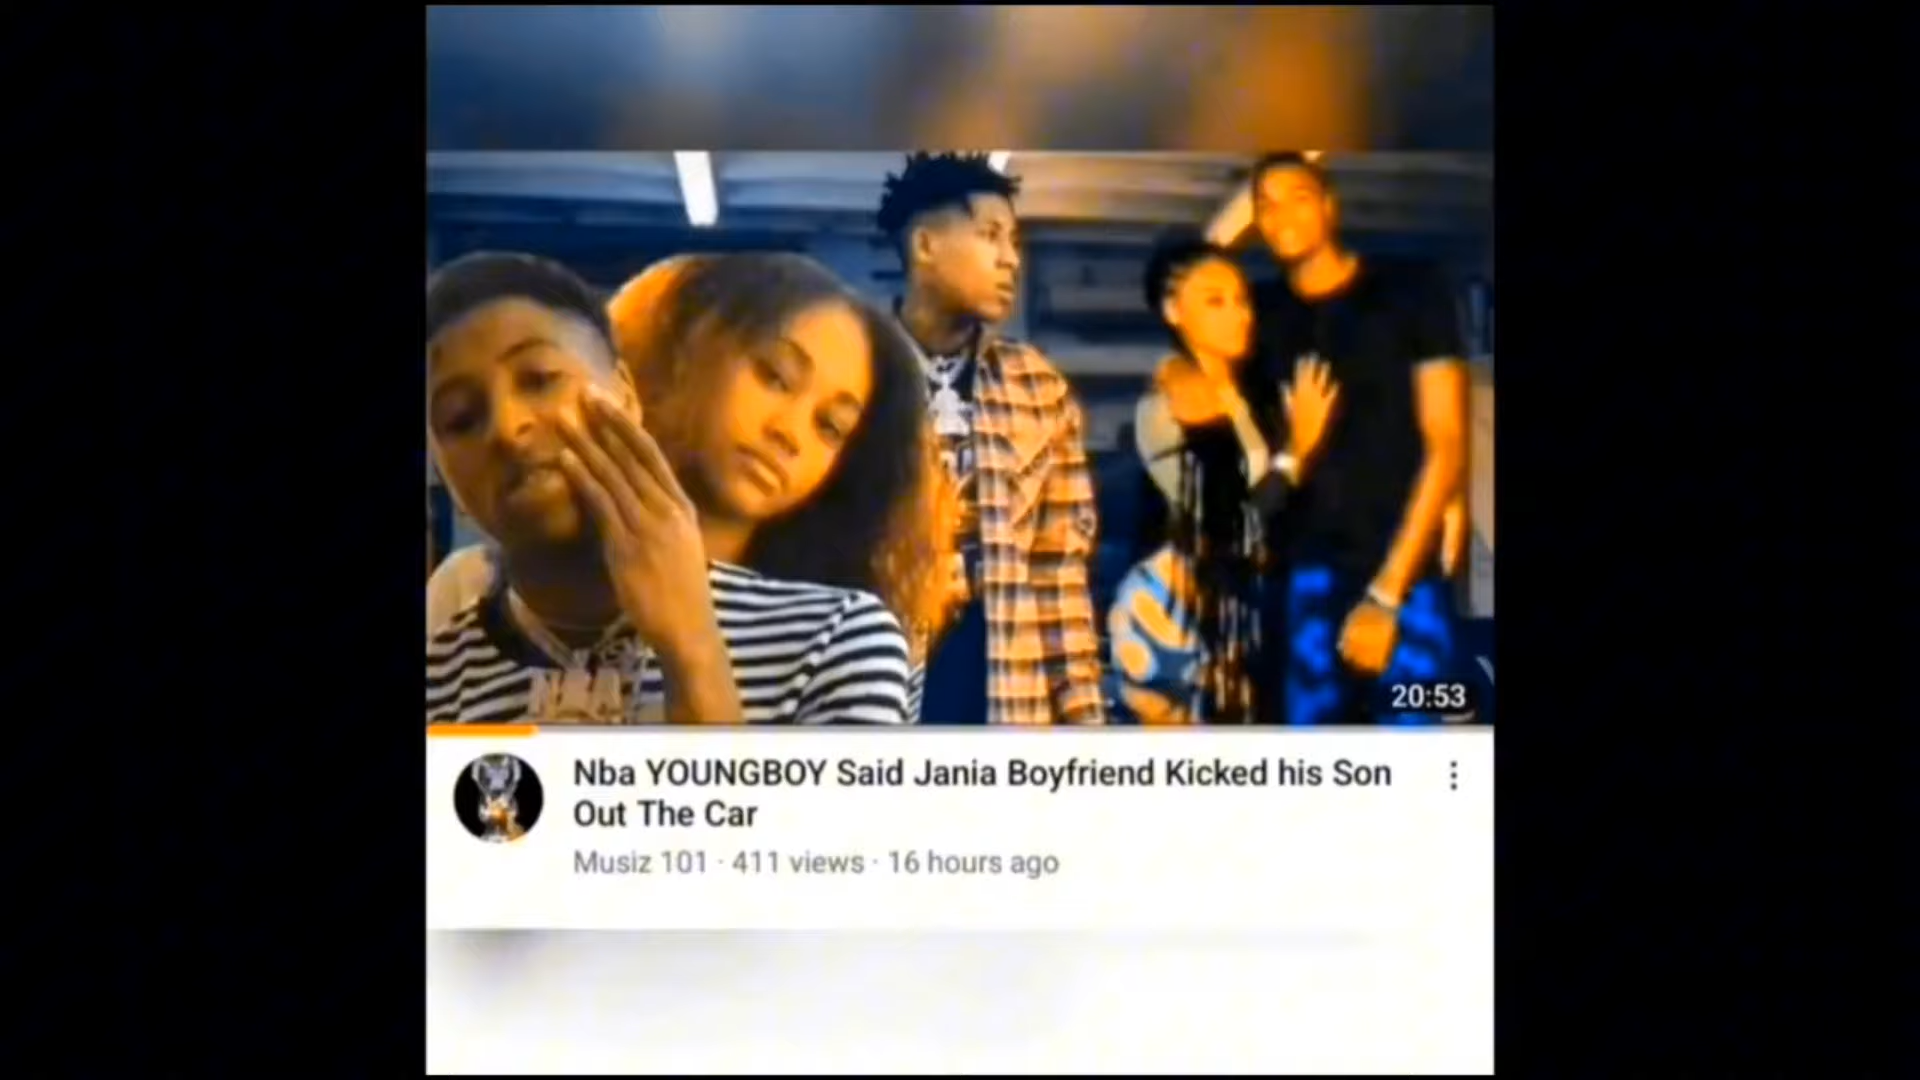 NBA
20:53
Nba YOUNGBOY Said Jania Boyfriend Kicked his Son
Out The Car
Musiz 101 · 411 views · 16 hours ago